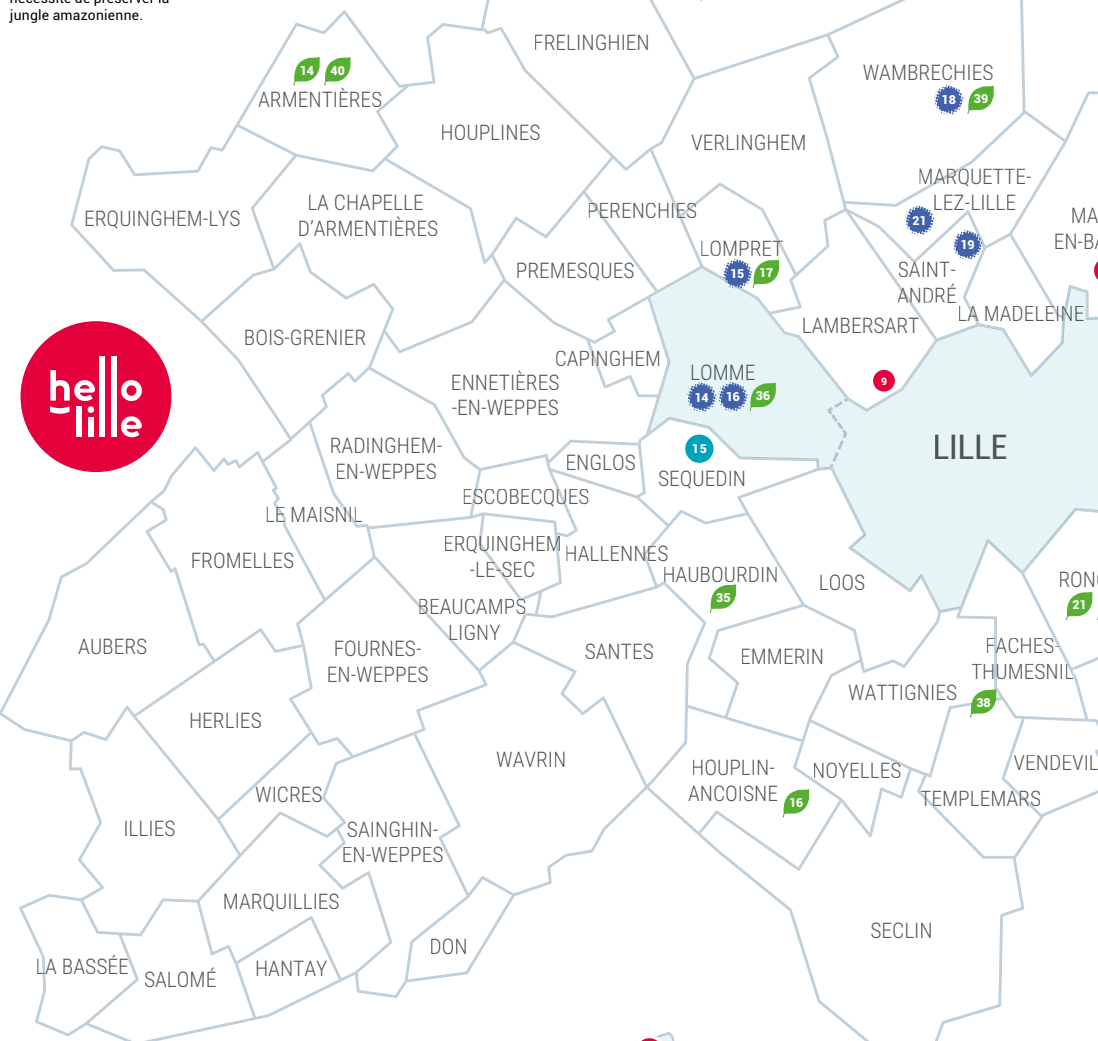 nécessité de préserver la
jungle amazonienne.
FRELINGHIEN
14 40
ARMENTIÈRES
WAMBRECHIES
18 39
HOUPLINES
VERLINGHEM
MARQUETTE-
LEZ-LILLE
21
19
ERQUINGHEM-LYS
LA CHAPELLE
D'ARMENTIÈRES
PERENCHIES
MA
EN-BA
LOMPRET
15 17
PREMESQUES
SAINT-
ANDRÉ
LA MADELEINE
LAMBERSART
9
BOIS-GRENIER
CAPINGHEM
hello
lille
ENNETIÈRES
-EN-WEPPES
LOMME
14 16 36
LILLE
RADINGHEM-
EN-WEPPES
ENGLOS
15
SEQUEDIN
ESCOBECQUES
LE MAISNIL
FROMELLES
ERQUINGHEM
-LE-SEC
HALLENNES
HAUBOURDIN
35
LOOS
RONC
21
BEAUCAMPS
LIGNY
AUBERS
FOURNES-
EN-WEPPES
SANTES
EMMERIN
FACHES-
THUMESNIL
WATTIGNIES
38
HERLIES
WAVRIN
HOUPLIN-
ANCOISNE
16
NOYELLES
VENDEVIL
TEMPLEMARS
WICRES
ILLIES
SAINGHIN-
EN-WEPPES
MARQUILLIES
SECLIN
DON
LA BASSÉE
SALOMÉ
HANTAY